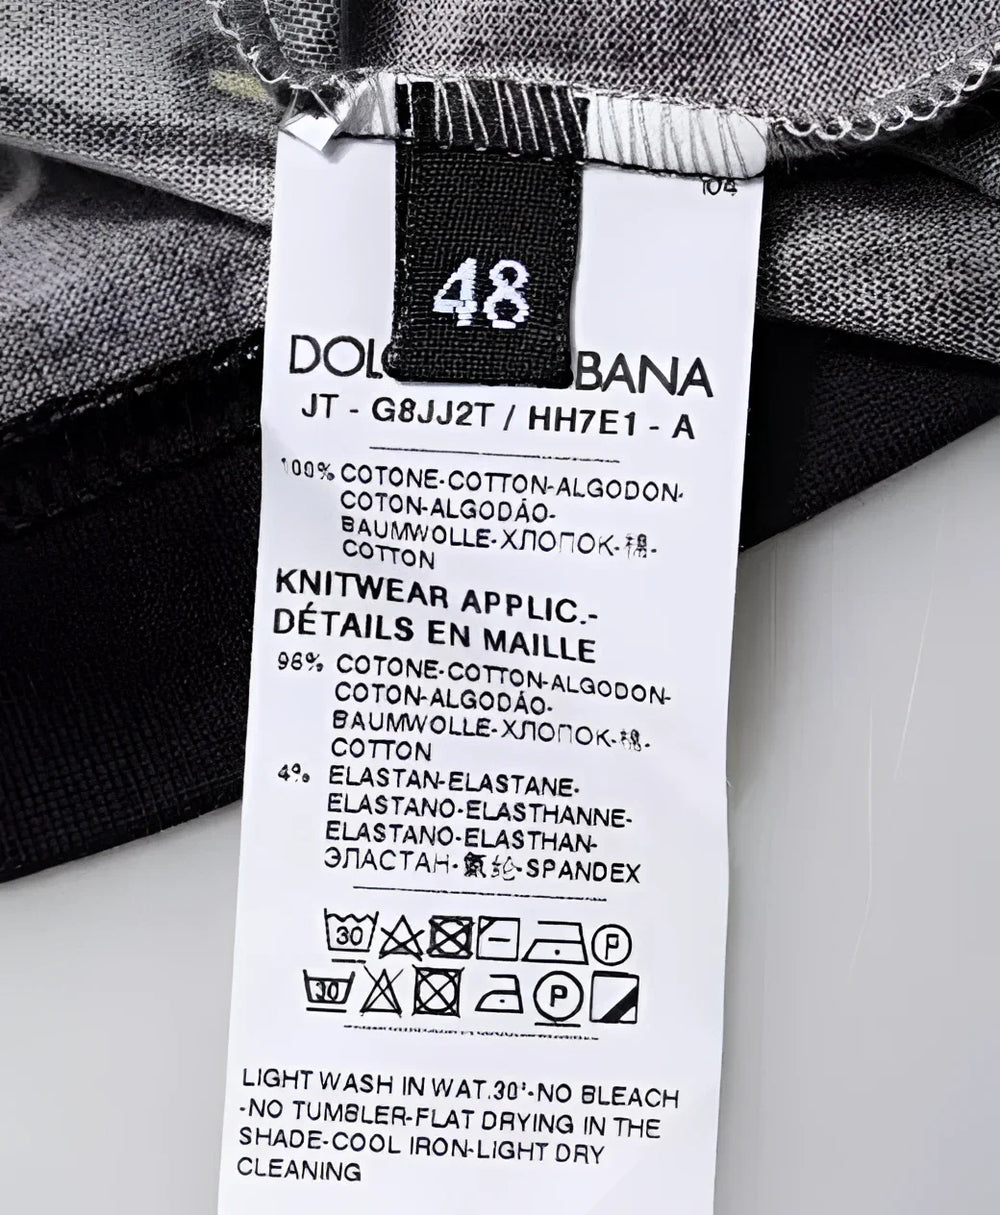 104
48
DOL BANA
JT - G8JJ2T / HH7E1 - A
100% COTONE-COTTON-ALGODON-
COTON-ALGODÃO-
BAUMWOLLE-ХЛОПОК-棉-
COTTON
KNITWEAR APPLIC.-
DÉTAILS EN MAILLE
96% COTONE-COTTON-ALGODON-
COTON-ALGODÃO-
BAUMWOLLE-ХЛОПОК-棉-
COTTON
4% ELASTAN-ELASTANE-
ELASTANO-ELASTHANNE-
ELASTANO-ELASTHAN-
ЭЛАСТАН-氨纶-SPANDEX
30 P
30 P
LIGHT WASH IN WAT.30°-NO BLEACH
-NO TUMBLER-FLAT DRYING IN THE
SHADE-COOL IRON-LIGHT DRY
CLEANING